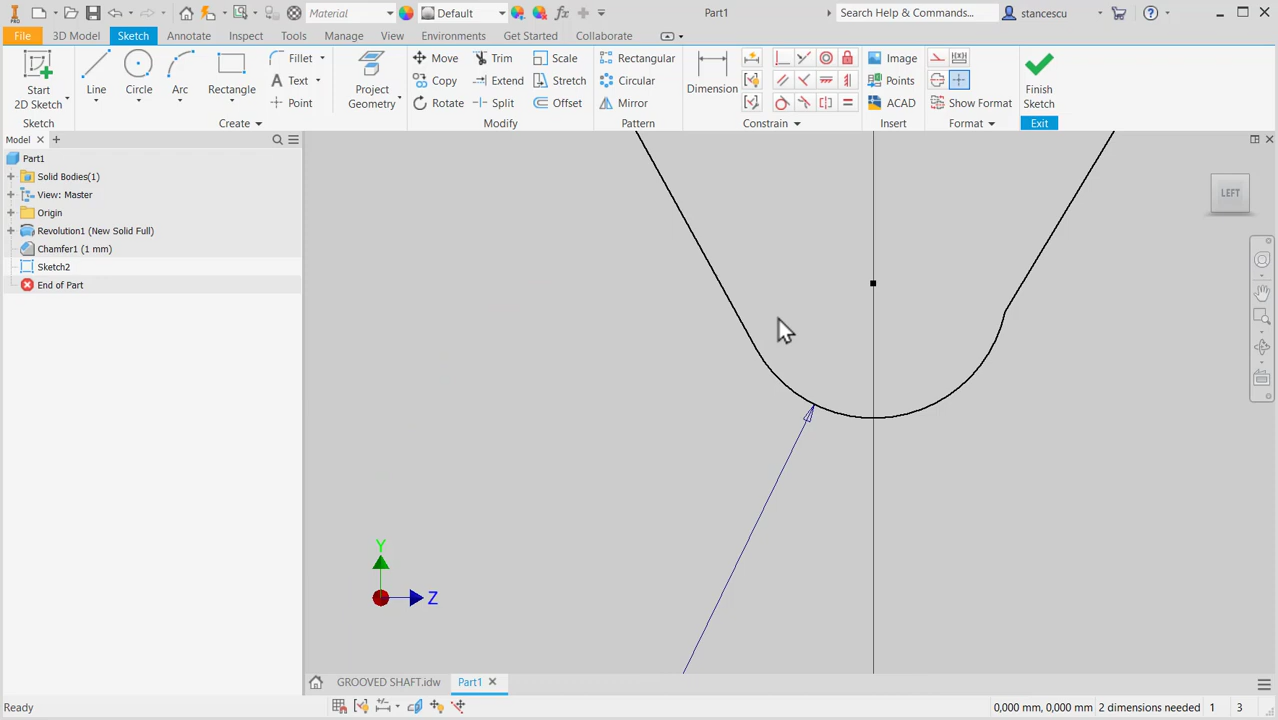 Material
Default
fx
Part1
Search Help & Commands...
stancescu
PRO
File
3D Model
Sketch
Annotate
Inspect
Tools
Manage
View
Environments
Get Started
Collaborate
Start
2D Sketch
Line
Circle
Arc
Rectangle
Fillet
Text
Point
Project
Geometry
Move
Copy
Rotate
Trim
Extend
Split
Scale
Stretch
Offset
Rectangular
Circular
Mirror
Dimension
Image
Points
ACAD
Show Format
Finish
Sketch
Sketch
Create
Modify
Pattern
Constrain
Insert
Format
Exit
Model
Part1
Solid Bodies(1)
View: Master
Origin
Revolution1 (New Solid Full)
Chamfer1 (1 mm)
Sketch2
End of Part
LEFT
Y
Z
GROOVED SHAFT.idw
Part1
Ready
0,000 mm, 0,000 mm
2 dimensions needed
1
3